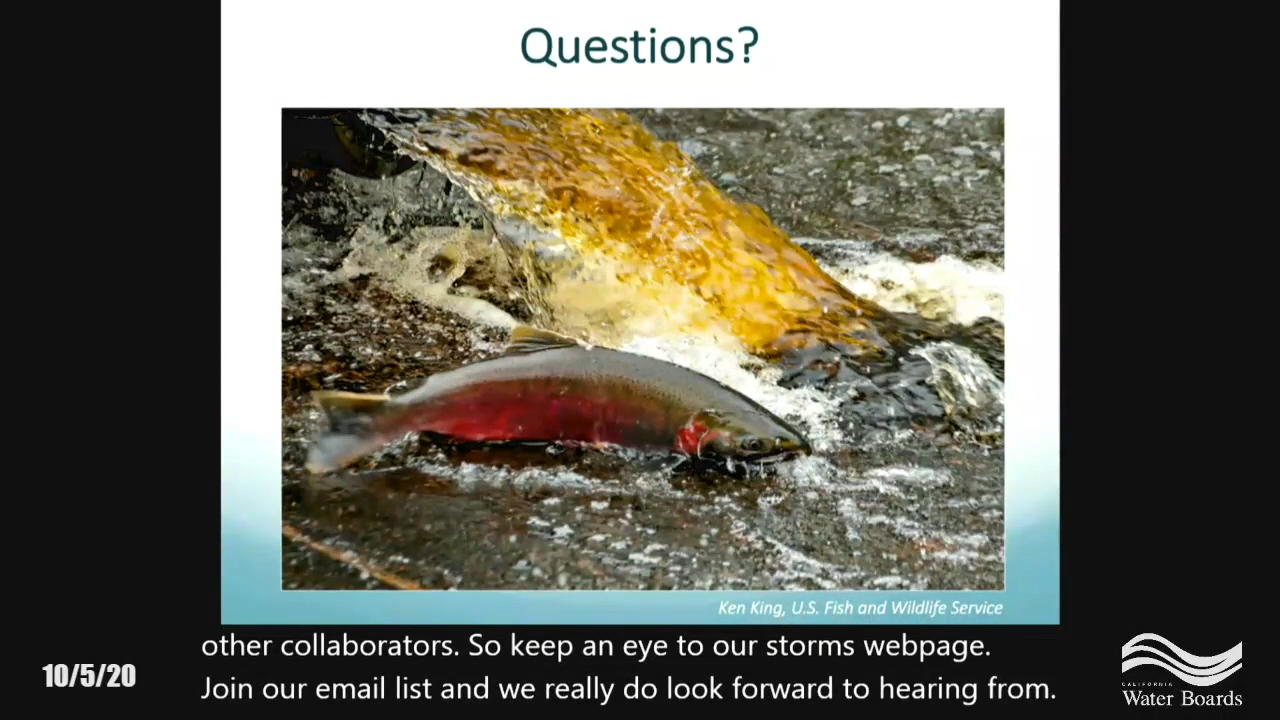 Questions?
Ken King, U.S. Fish and Wildlife Service
other collaborators. So keep an eye to our storms webpage.
Join our email list and we really do look forward to hearing from.
10/5/20
CALIFORNIA
Water Boards